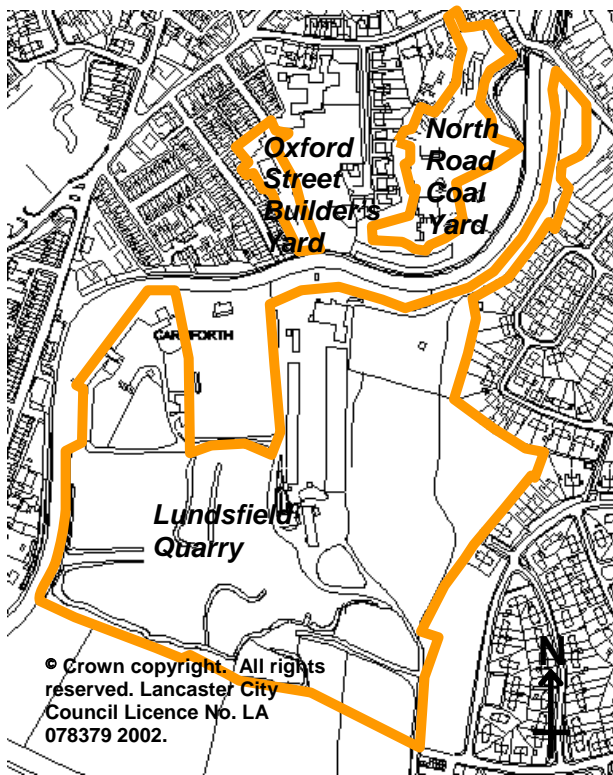 North
Road
Coal
Yard
Oxford
Street
Builder's
Yard
CARNFORTH
Lundsfield
Quarry
N
© Crown copyright. All rights
reserved. Lancaster City
Council Licence No. LA
078379 2002.